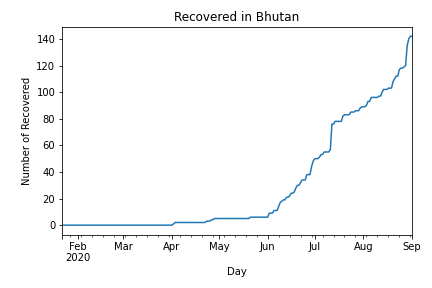 Recovered in Bhutan
Number of Recovered
140
120
100
80
60
40
20
0
Feb
2020
Mar
Apr
May
Jun
Jul
Aug
Sep
Day